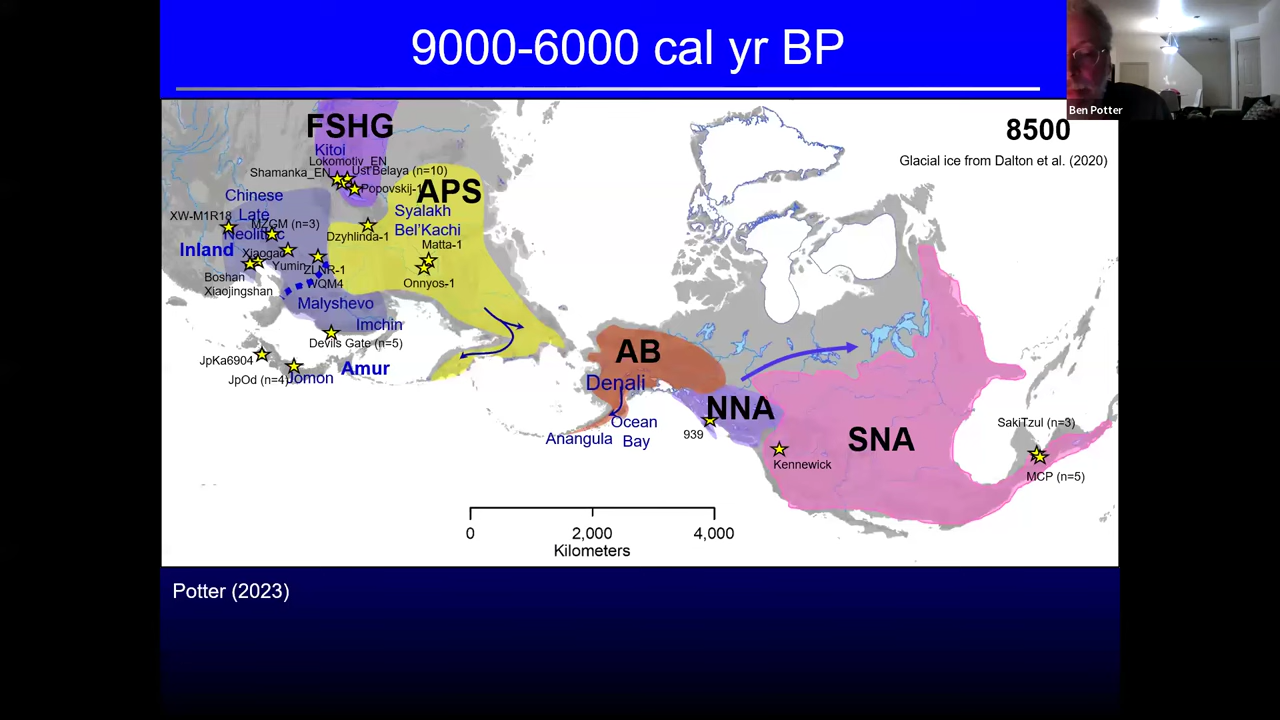 9000-6000 cal yr BP
Ben Potter
8500
Glacial ice from Dalton et al. (2020)
FSHG
Kitoi
Lokomotiv_EN
Shamanka_EN
Ust'Belaya (n=10)
Popovskij-1
APS
Chinese
Late
Neolithic
XW-M1R18
MZGM (n=3)
Syalakh
Bel'Kachi
Dzyhlinda-1
Matta-1
Inland
Xiaogao
Yumin
ZLNR-1
WQM4
Boshan
Xiaojingshan
Onnyos-1
Malyshevo
Imchin
Devils Gate (n=5)
JpKa6904
JpOd (n=4)
Jomon
Amur
AB
Denali
NNA
Ocean
Bay
Anangula
939
Kennewick
SNA
SakiTzul (n=3)
MCP (n=5)
0 2,000 4,000
Kilometers
Potter (2023)